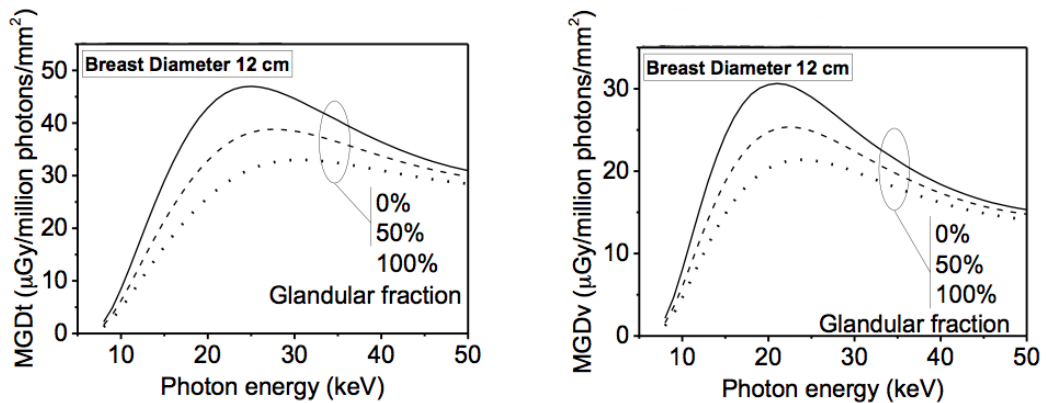 Breast Diameter 12 cm
MGDt (μGy/million photons/mm²)
50
40
30
20
10
0
0%
50%
100%
Glandular fraction
10 20 30 40 50
Photon energy (keV)
Breast Diameter 12 cm
MGDv (μGy/million photons/mm²)
30
20
10
0
0%
50%
100%
Glandular fraction
10 20 30 40 50
Photon energy (keV)